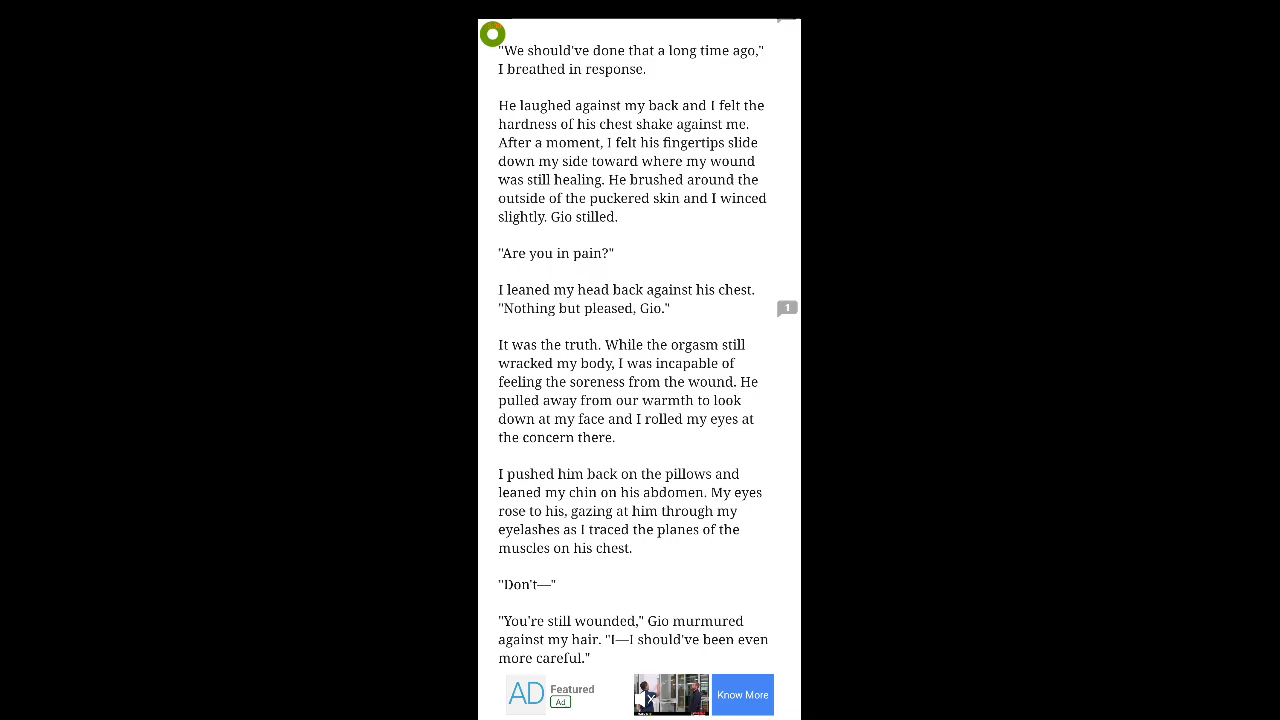 "We should've done that a long time ago,"
I breathed in response.
He laughed against my back and I felt the
hardness of his chest shake against me.
After a moment, I felt his fingertips slide
down my side toward where my wound
was still healing. He brushed around the
outside of the puckered skin and I winced
slightly. Gio stilled.
"Are you in pain?"
I leaned my head back against his chest.
"Nothing but pleased, Gio."
1
It was the truth. While the orgasm still
wracked my body, I was incapable of
feeling the soreness from the wound. He
pulled away from our warmth to look
down at my face and I rolled my eyes at
the concern there.
I pushed him back on the pillows and
leaned my chin on his abdomen. My eyes
rose to his, gazing at him through my
eyelashes as I traced the planes of the
muscles on his chest.
"Don't—"
"You're still wounded," Gio murmured
against my hair. "I—I should've been even
more careful."
AD
Featured
Ad
Know More